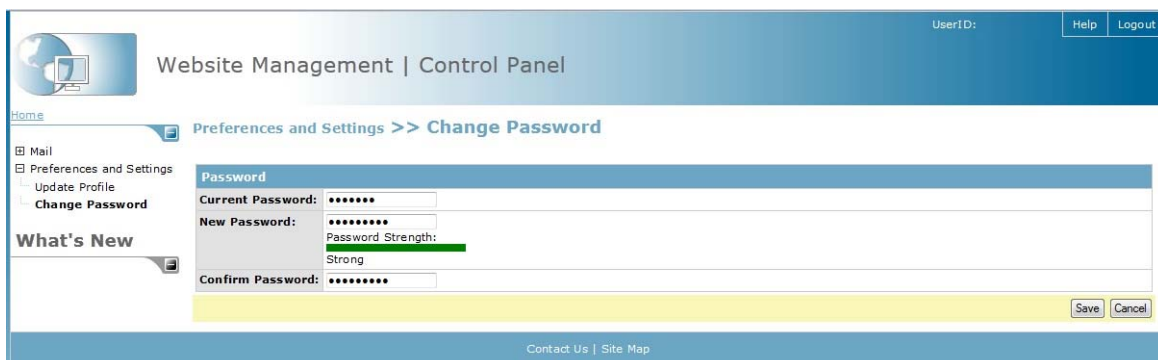 UserID:
Help
Logout
Website Management | Control Panel
Home
Preferences and Settings >> Change Password
Mail
Preferences and Settings
Update Profile
Change Password
What's New
Password
Current Password: •••••••
New Password: •••••••••
Password Strength:
Strong
Confirm Password: •••••••••
Save
Cancel
Contact Us | Site Map